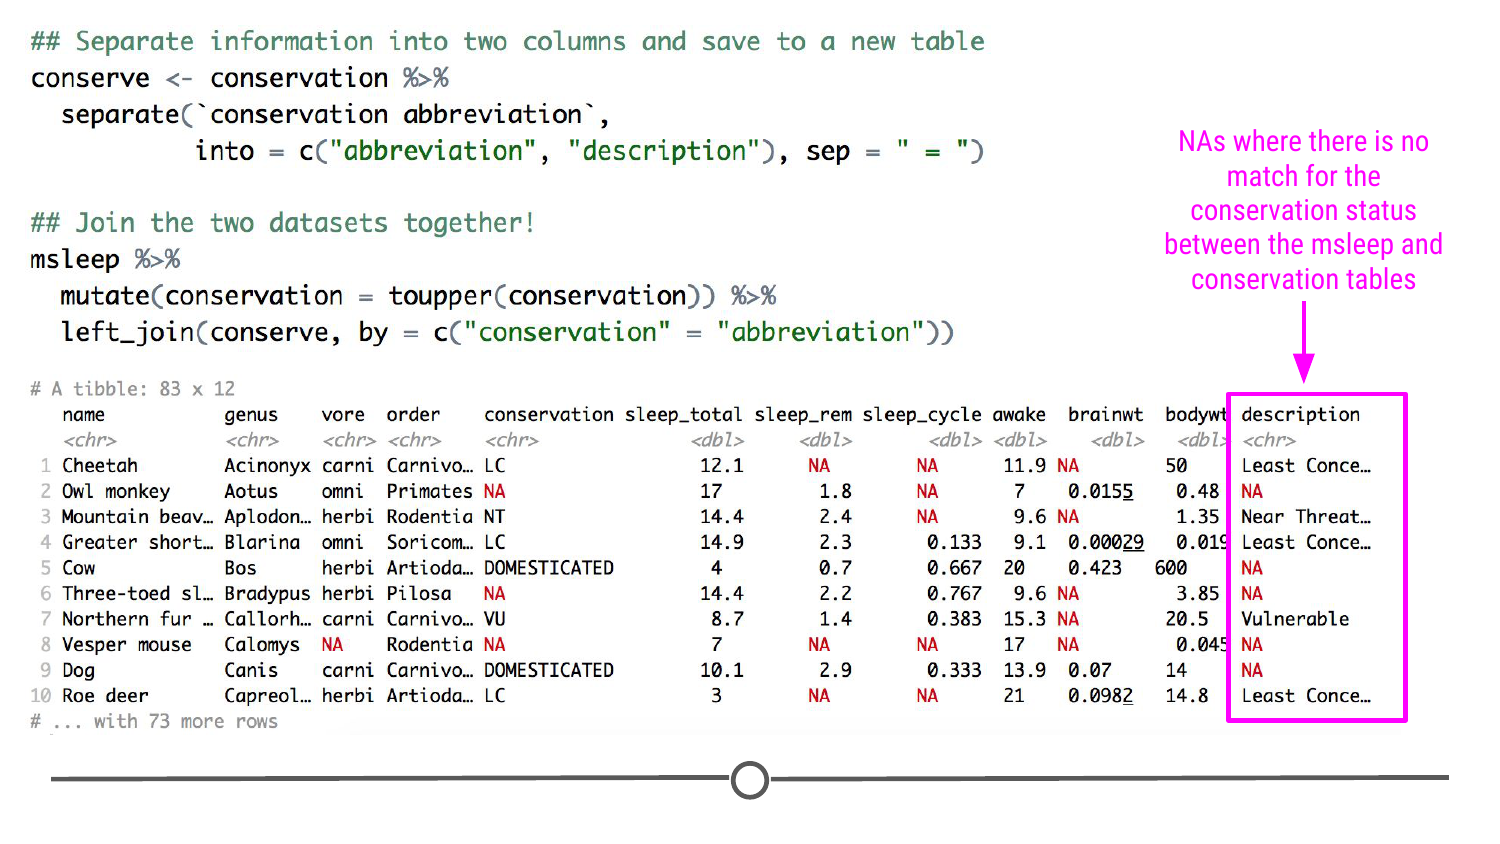 ## Separate information into two columns and save to a new table
conserve <- conservation %>%
  separate(`conservation abbreviation`,
           into = c("abbreviation", "description"), sep = " = ")
## Join the two datasets together!
msleep %>%
  mutate(conservation = toupper(conservation)) %>%
  left_join(conserve, by = c("conservation" = "abbreviation"))
NAs where there is no
match for the
conservation status
between the msleep and
conservation tables
# A tibble: 83 x 12
name genus vore order conservation sleep_total sleep_rem sleep_cycle awake brainwt bodywt description
<chr> <chr> <chr> <chr> <chr> <dbl> <dbl> <dbl> <dbl> <dbl> <dbl> <chr>
1 Cheetah Acinonyx carni Carnivo… LC 12.1 NA NA 11.9 NA 50 Least Conce…
2 Owl monkey Aotus omni Primates NA 17 1.8 NA 7 0.0155 0.48 NA
3 Mountain beav… Aplodon… herbi Rodentia NT 14.4 2.4 NA 9.6 NA 1.35 Near Threat…
4 Greater short… Blarina omni Soricom… LC 14.9 2.3 0.133 9.1 0.00029 0.019 Least Conce…
5 Cow Bos herbi Artioda… DOMESTICATED 4 0.7 0.667 20 0.423 600 NA
6 Three-toed sl… Bradypus herbi Pilosa NA 14.4 2.2 0.767 9.6 NA 3.85 NA
7 Northern fur … Callorh… carni Carnivo… VU 8.7 1.4 0.383 15.3 NA 20.5 Vulnerable
8 Vesper mouse Calomys NA Rodentia NA 7 NA NA 17 NA 0.045 NA
9 Dog Canis carni Carnivo… DOMESTICATED 10.1 2.9 0.333 13.9 0.07 14 NA
10 Roe deer Capreol… herbi Artioda… LC 3 NA NA 21 0.0982 14.8 Least Conce…
# ... with 73 more rows